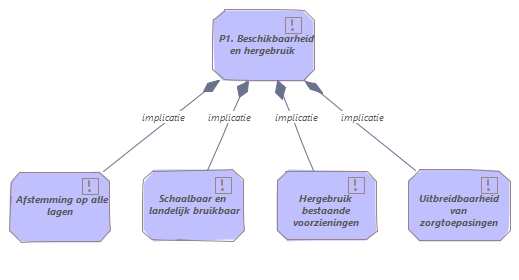 P1. Beschikbaarheid
en hergebruik
implicatie implicatie implicatie implicatie
Afstemming op alle
lagen
Schaalbaar en
landelijk bruikbaar
Hergebruik
bestaande
voorzieningen
Uitbreidbaarheid
van
zorgtoepasingen